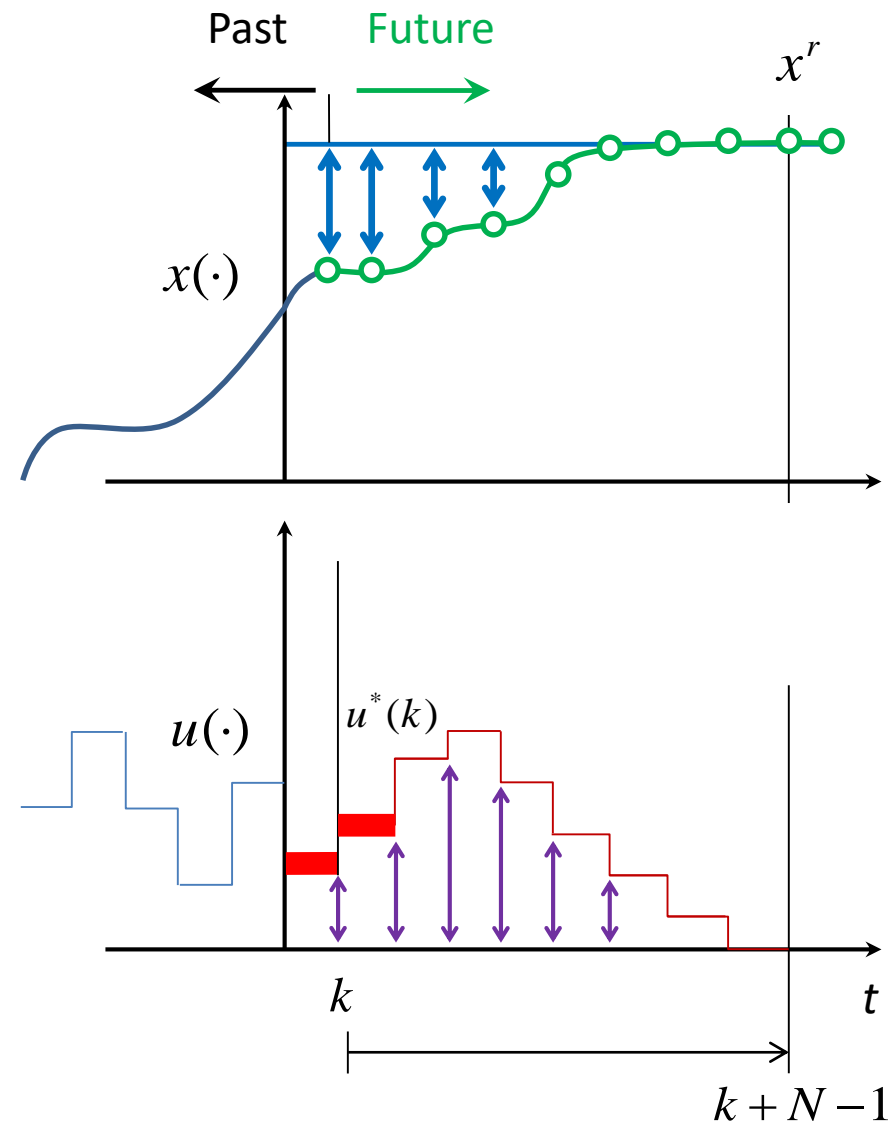 Past Future
x^r
x(·)
u(·)
u^*(k)
k
t
k + N − 1